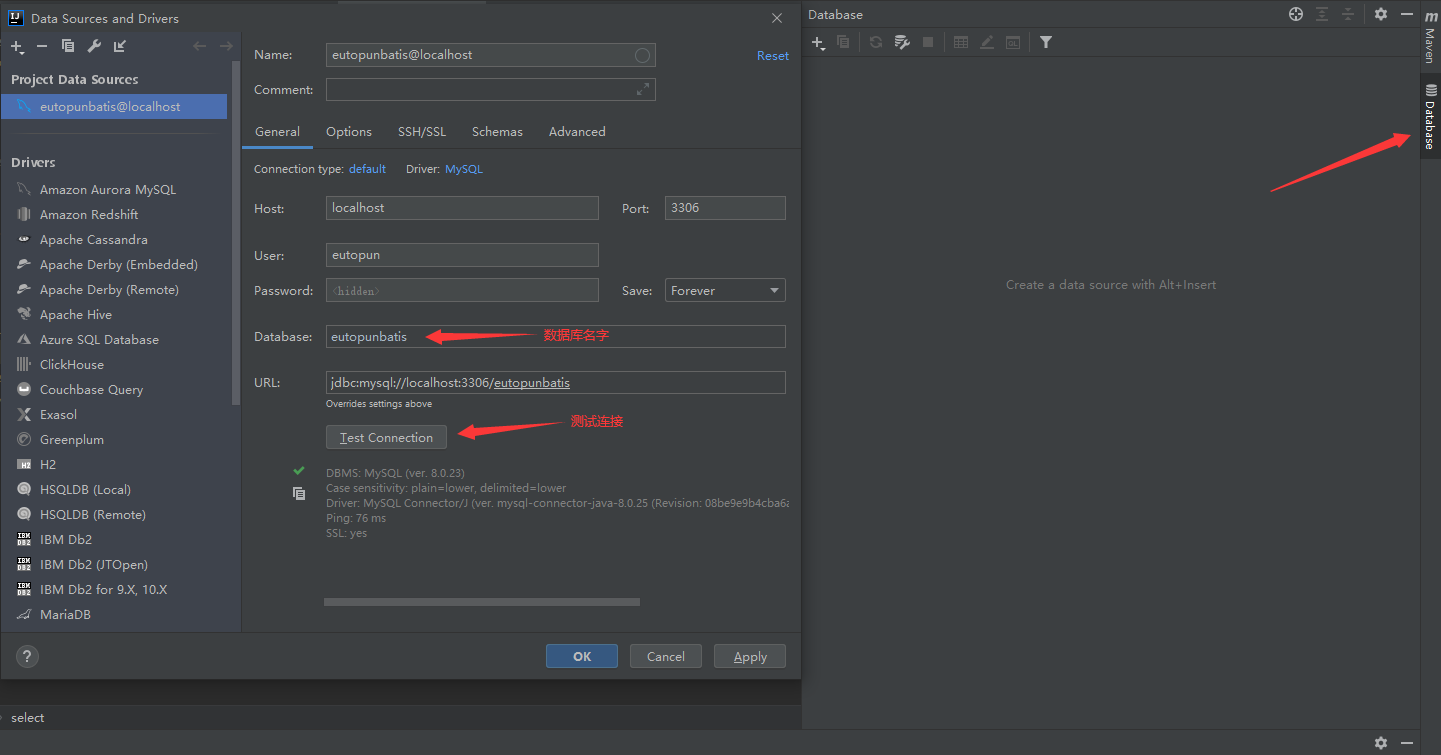 Data Sources and Drivers
Project Data Sources
eutopunbatis@localhost
Drivers
Amazon Aurora MySQL
Amazon Redshift
Apache Cassandra
Apache Derby (Embedded)
Apache Derby (Remote)
Apache Hive
Azure SQL Database
ClickHouse
Couchbase Query
Exasol
Greenplum
H2
HSQLDB (Local)
HSQLDB (Remote)
IBM Db2
IBM Db2 (JTOpen)
IBM Db2 for 9.X, 10.X
MariaDB
Name: eutopunbatis@localhost Reset
Comment:
General Options SSH/SSL Schemas Advanced
Connection type: default Driver: MySQL
Host: localhost Port: 3306
User: eutopun
Password: <hidden> Save: Forever
Database: eutopunbatis 数据库名字
URL: jdbc:mysql://localhost:3306/eutopunbatis
Overrides settings above
Test Connection 测试连接
DBMS: MySQL (ver. 8.0.23)
Case sensitivity: plain=lower, delimited=lower
Driver: MySQL Connector/J (ver. mysql-connector-java-8.0.25 (Revision: 08be9e9b4cba6a
Ping: 76 ms
SSL: yes
? OK Cancel Apply
select
Database
Create a data source with Alt+Insert
m
Maven
Database